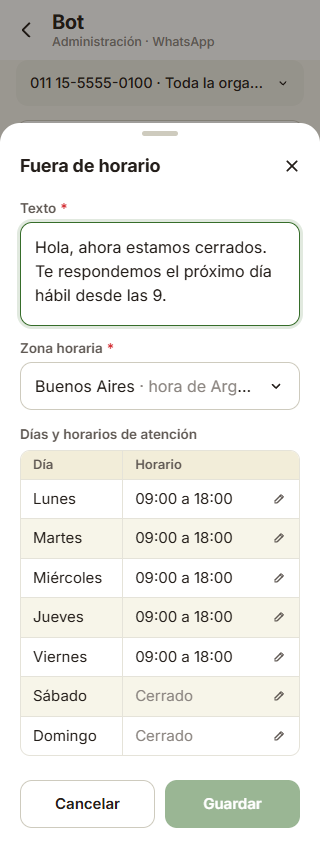 Bot
Administración · WhatsApp
011 15-5555-0100 · Toda la orga...
Fuera de horario
Texto *
Hola, ahora estamos cerrados.
Te respondemos el próximo día
hábil desde las 9.
Zona horaria *
Buenos Aires · hora de Arg...
Días y horarios de atención
Día Horario
Lunes 09:00 a 18:00
Martes 09:00 a 18:00
Miércoles 09:00 a 18:00
Jueves 09:00 a 18:00
Viernes 09:00 a 18:00
Sábado Cerrado
Domingo Cerrado
Cancelar Guardar